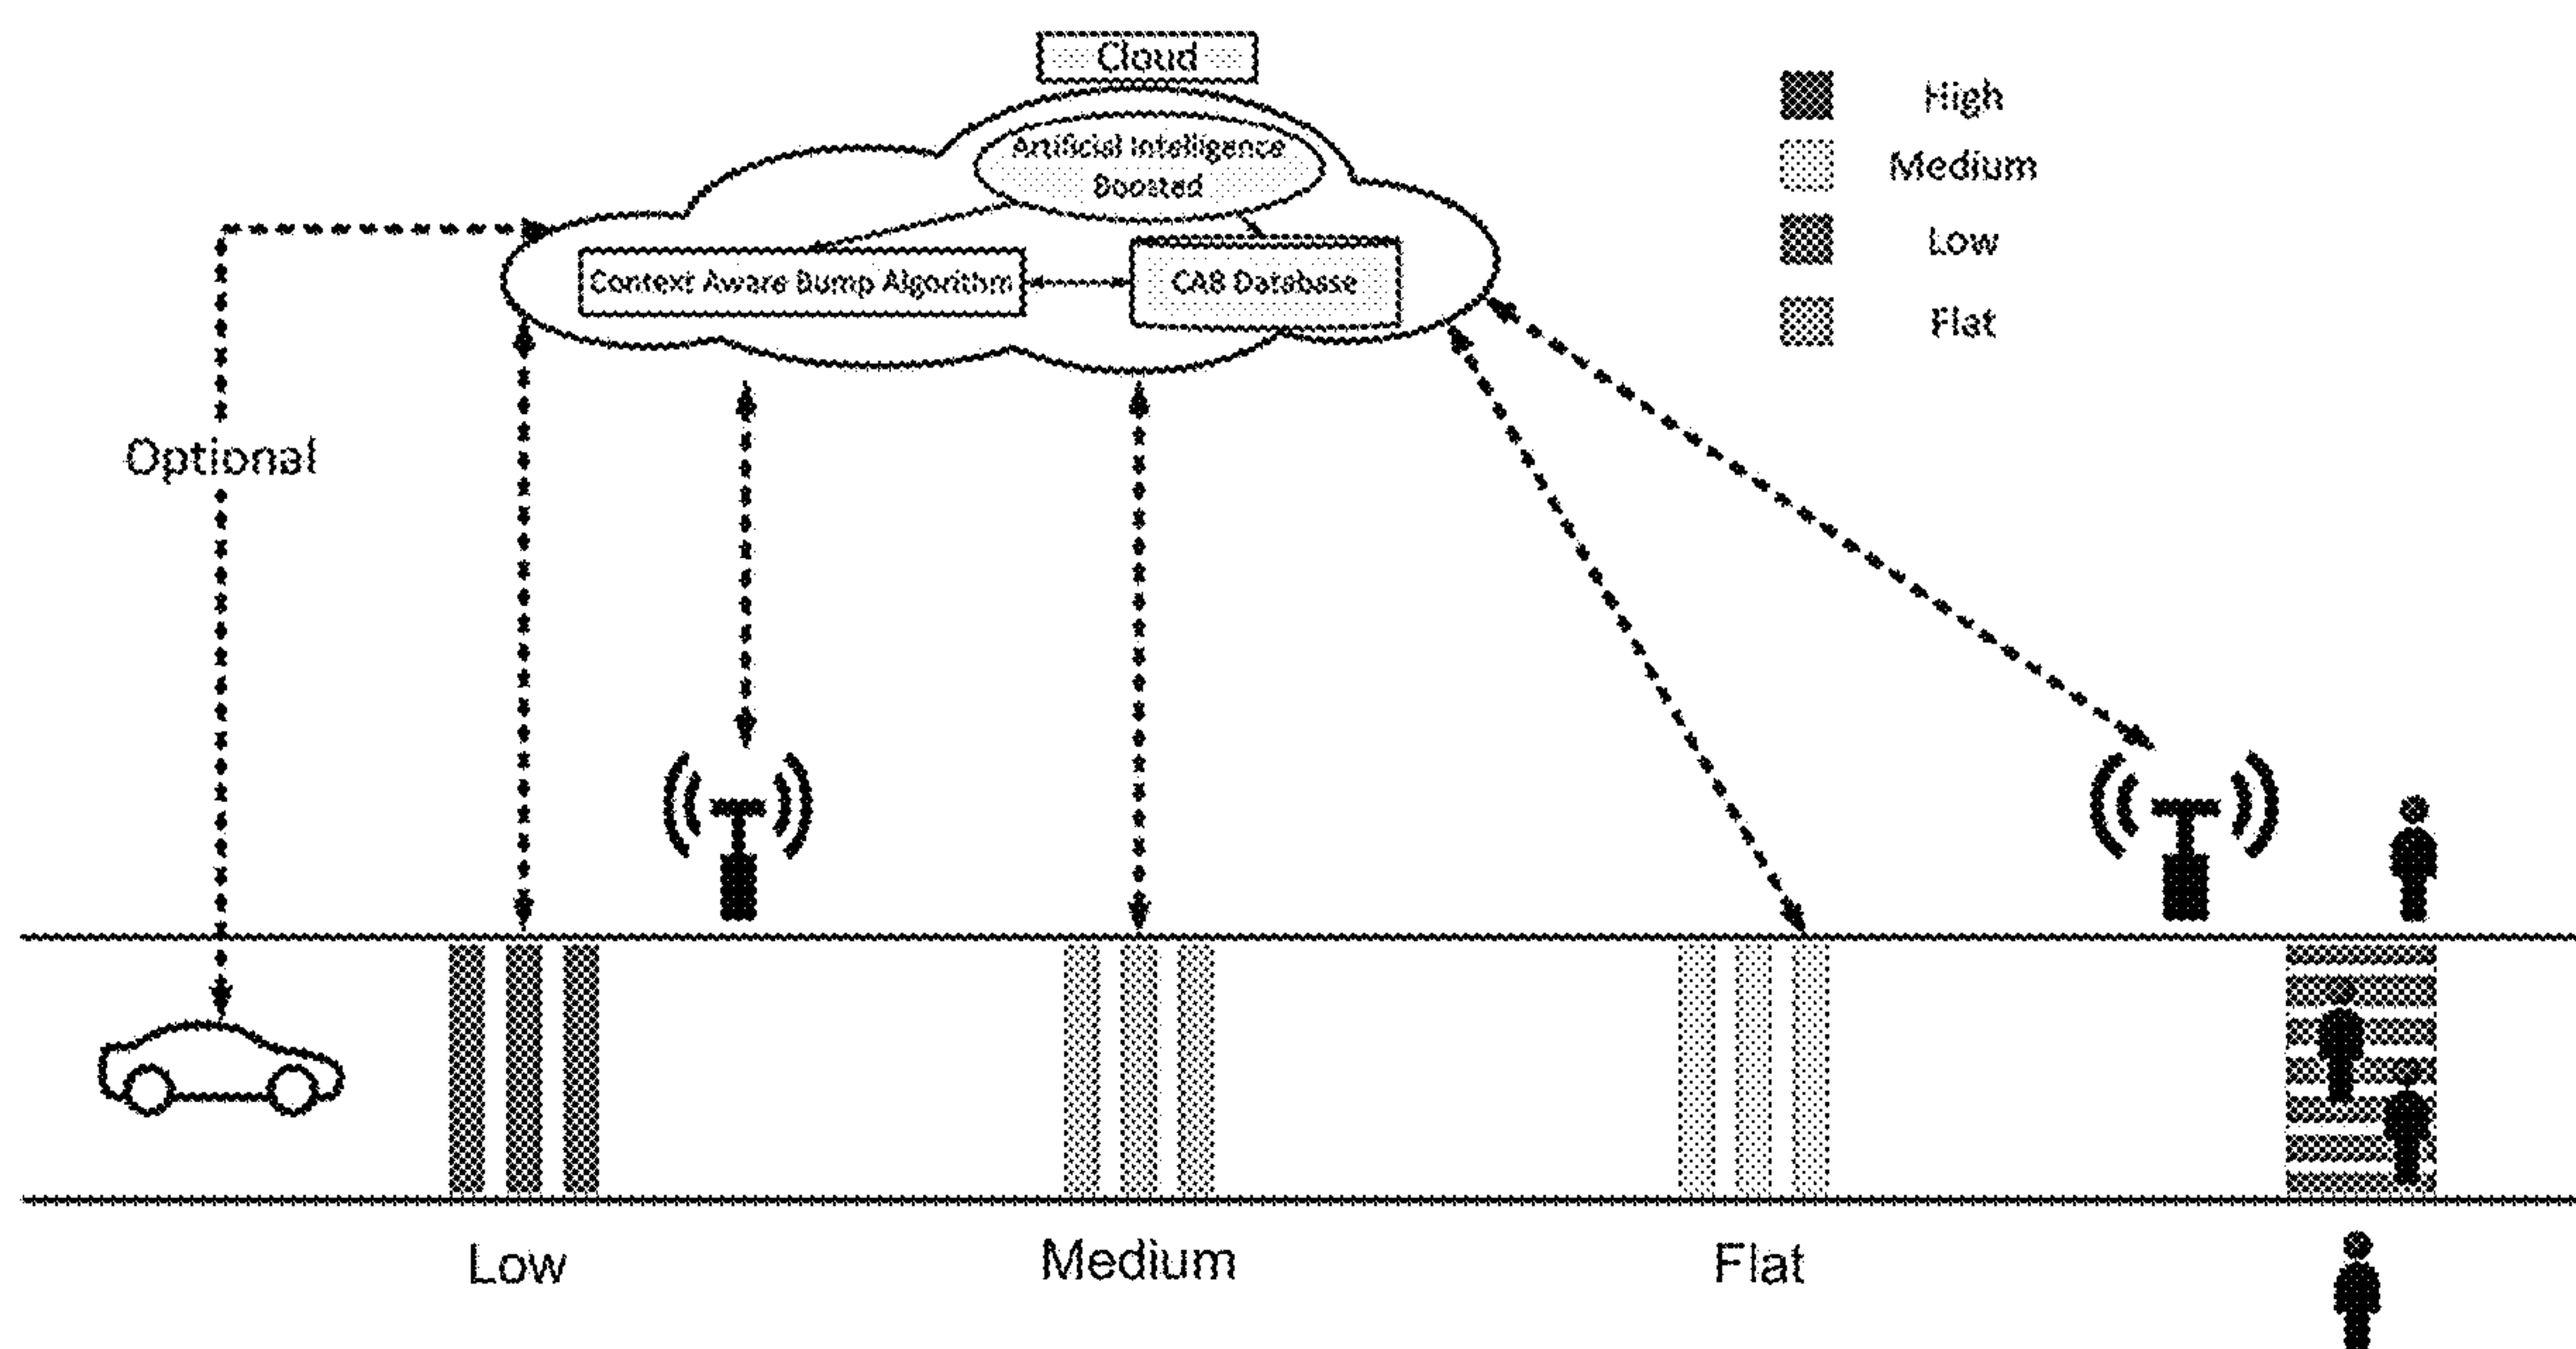 Cloud
Artificial Intelligence
Boosted
Context Aware Bump Algorithm
CAB Database
High
Medium
Low
Flat
Optional
Low
Medium
Flat